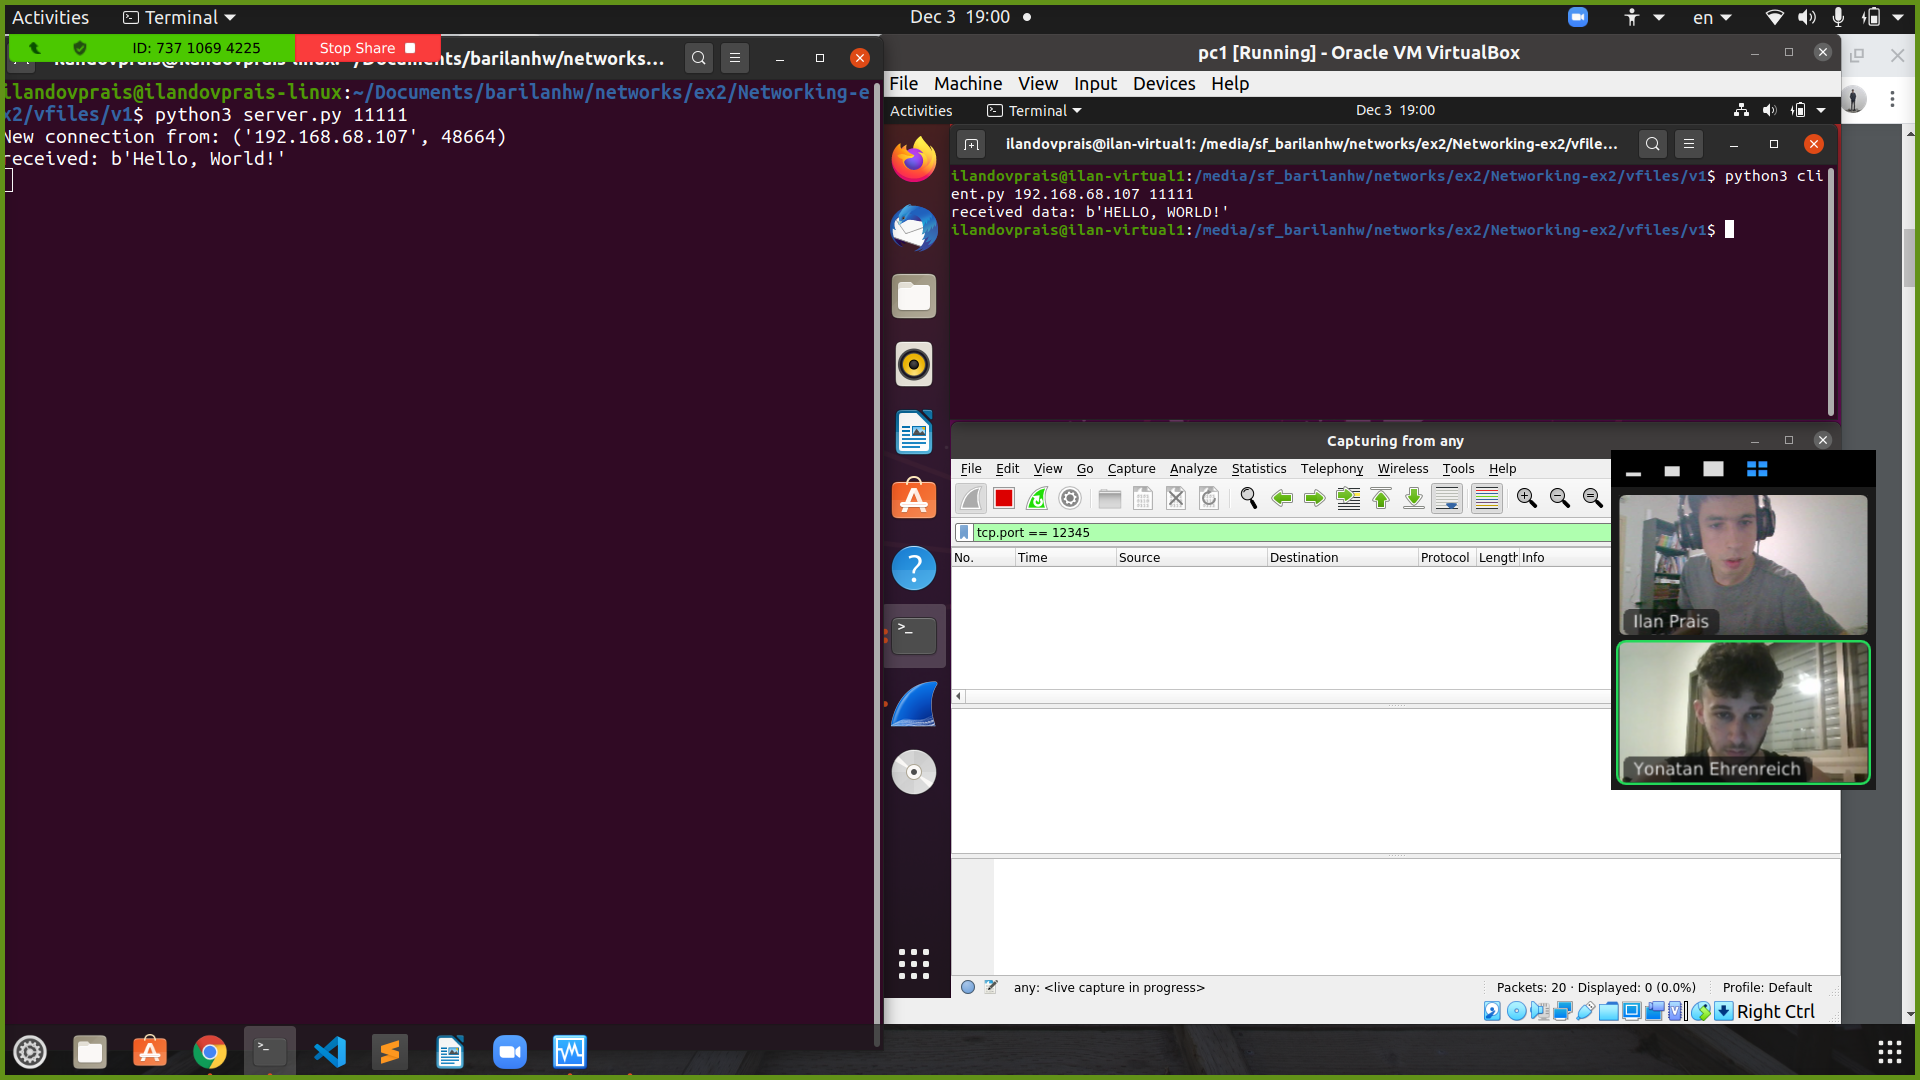 Activities
Terminal
Dec 3 19:00
en
ID: 737 1069 4225
Stop Share
/Documents/barilanhw/networks...
ilandovprais@ilandovprais-linux:~/Documents/barilanhw/networks/ex2/Networking-e
x2/vfiles/v1$ python3 server.py 11111
New connection from: ('192.168.68.107', 48664)
received: b'Hello, World!'
pc1 [Running] - Oracle VM VirtualBox
File Machine View Input Devices Help
Activities
Terminal
Dec 3 19:00
ilandovprais@ilan-virtual1: /media/sf_barilanhw/networks/ex2/Networking-ex2/vfile...
ilandovprais@ilan-virtual1:/media/sf_barilanhw/networks/ex2/Networking-ex2/vfiles/v1$ python3 cli
ent.py 192.168.68.107 11111
received data: b'HELLO, WORLD!'
ilandovprais@ilan-virtual1:/media/sf_barilanhw/networks/ex2/Networking-ex2/vfiles/v1$
Capturing from any
File Edit View Go Capture Analyze Statistics Telephony Wireless Tools Help
tcp.port == 12345
No. Time Source Destination Protocol Length Info
Ilan Prais
Yonatan Ehrenreich
any: <live capture in progress>
Packets: 20 · Displayed: 0 (0.0%)
Profile: Default
Right Ctrl